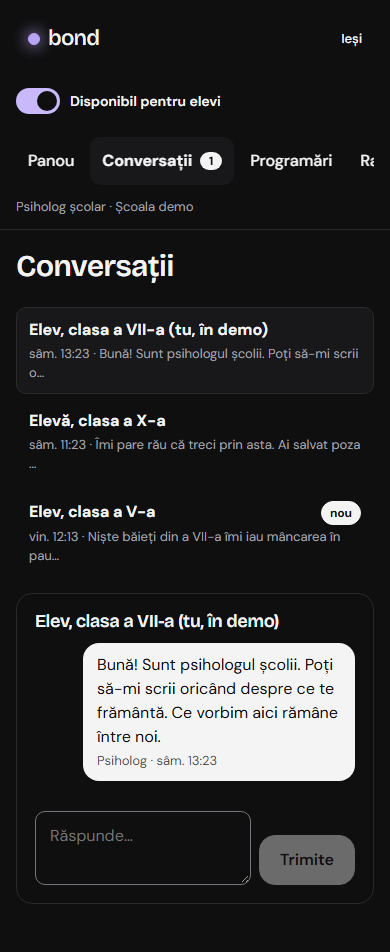 bond
Ieși
Disponibil pentru elevi
Panou
Conversații 1
Programări
Ra
Psiholog școlar · Școala demo
Conversații
Elev, clasa a VII-a (tu, în demo)
sâm. 13:23 · Bună! Sunt psihologul școlii. Poți să-mi scrii
o…
Elevă, clasa a X-a
sâm. 11:23 · Îmi pare rău că treci prin asta. Ai salvat poza
…
Elev, clasa a V-a
nou
vin. 12:13 · Niște băieți din a VII-a îmi iau mâncarea în
pau…
Elev, clasa a VII-a (tu, în demo)
Bună! Sunt psihologul școlii. Poți
să-mi scrii oricând despre ce te
frământă. Ce vorbim aici rămâne
între noi.
Psiholog · sâm. 13:23
Răspunde…
Trimite